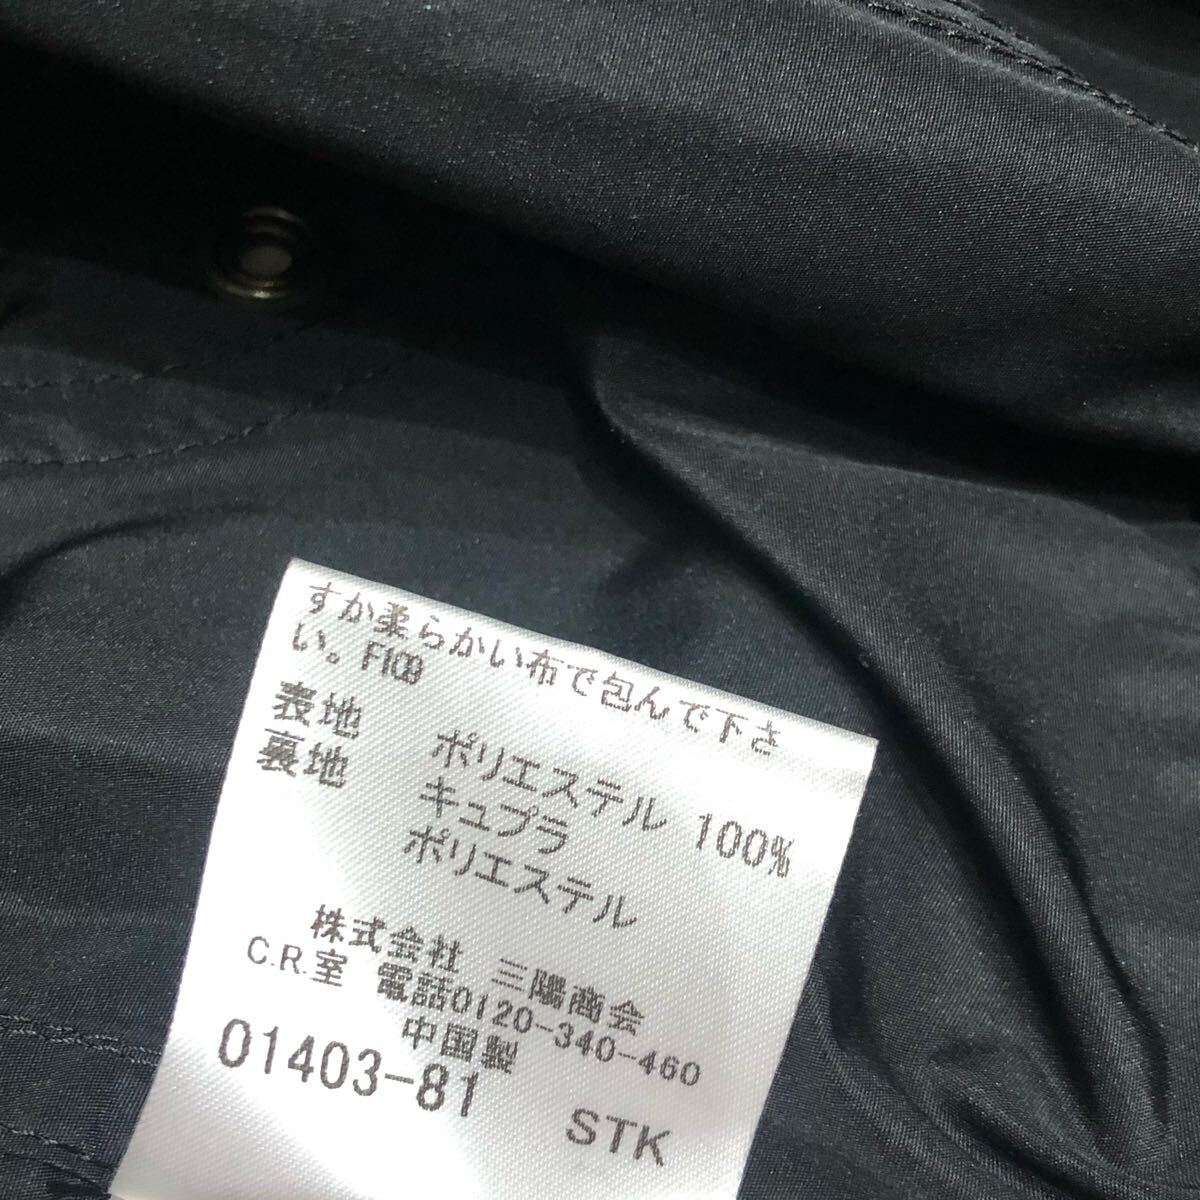 すか柔らかい布で包んで下さ
い。FI09
表地 ポリエステル 100%
裏地 キュプラ
ポリエステル
株式会社 三陽商会
C.R.室 電話0120-340-460
中国製
01403-81 STK